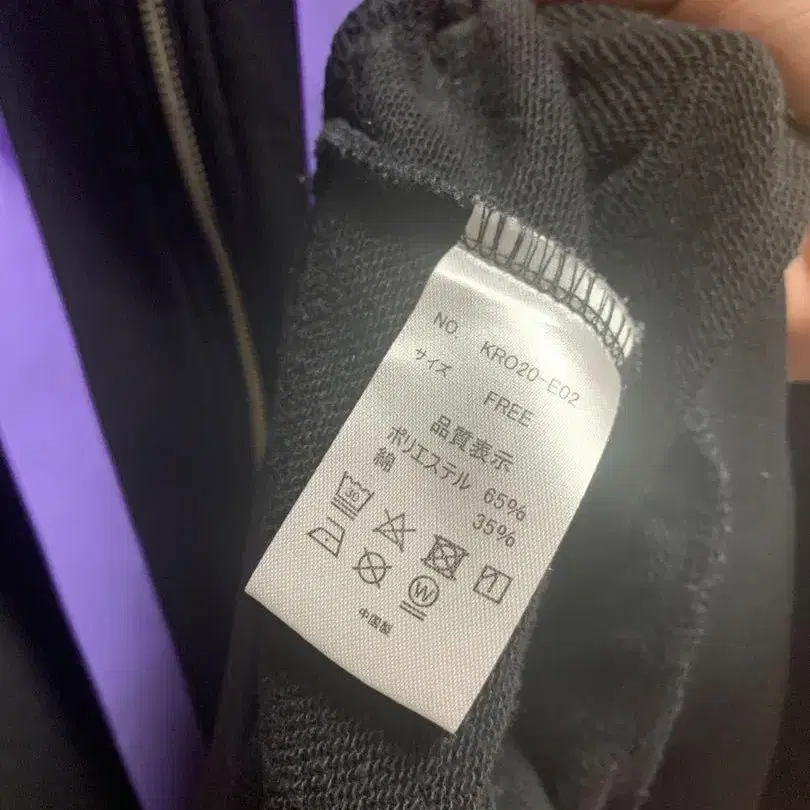 NO. KRO20-E02
サイズ FREE
品質表示
ポリエステル 65%
綿 35%
30
W
中国製